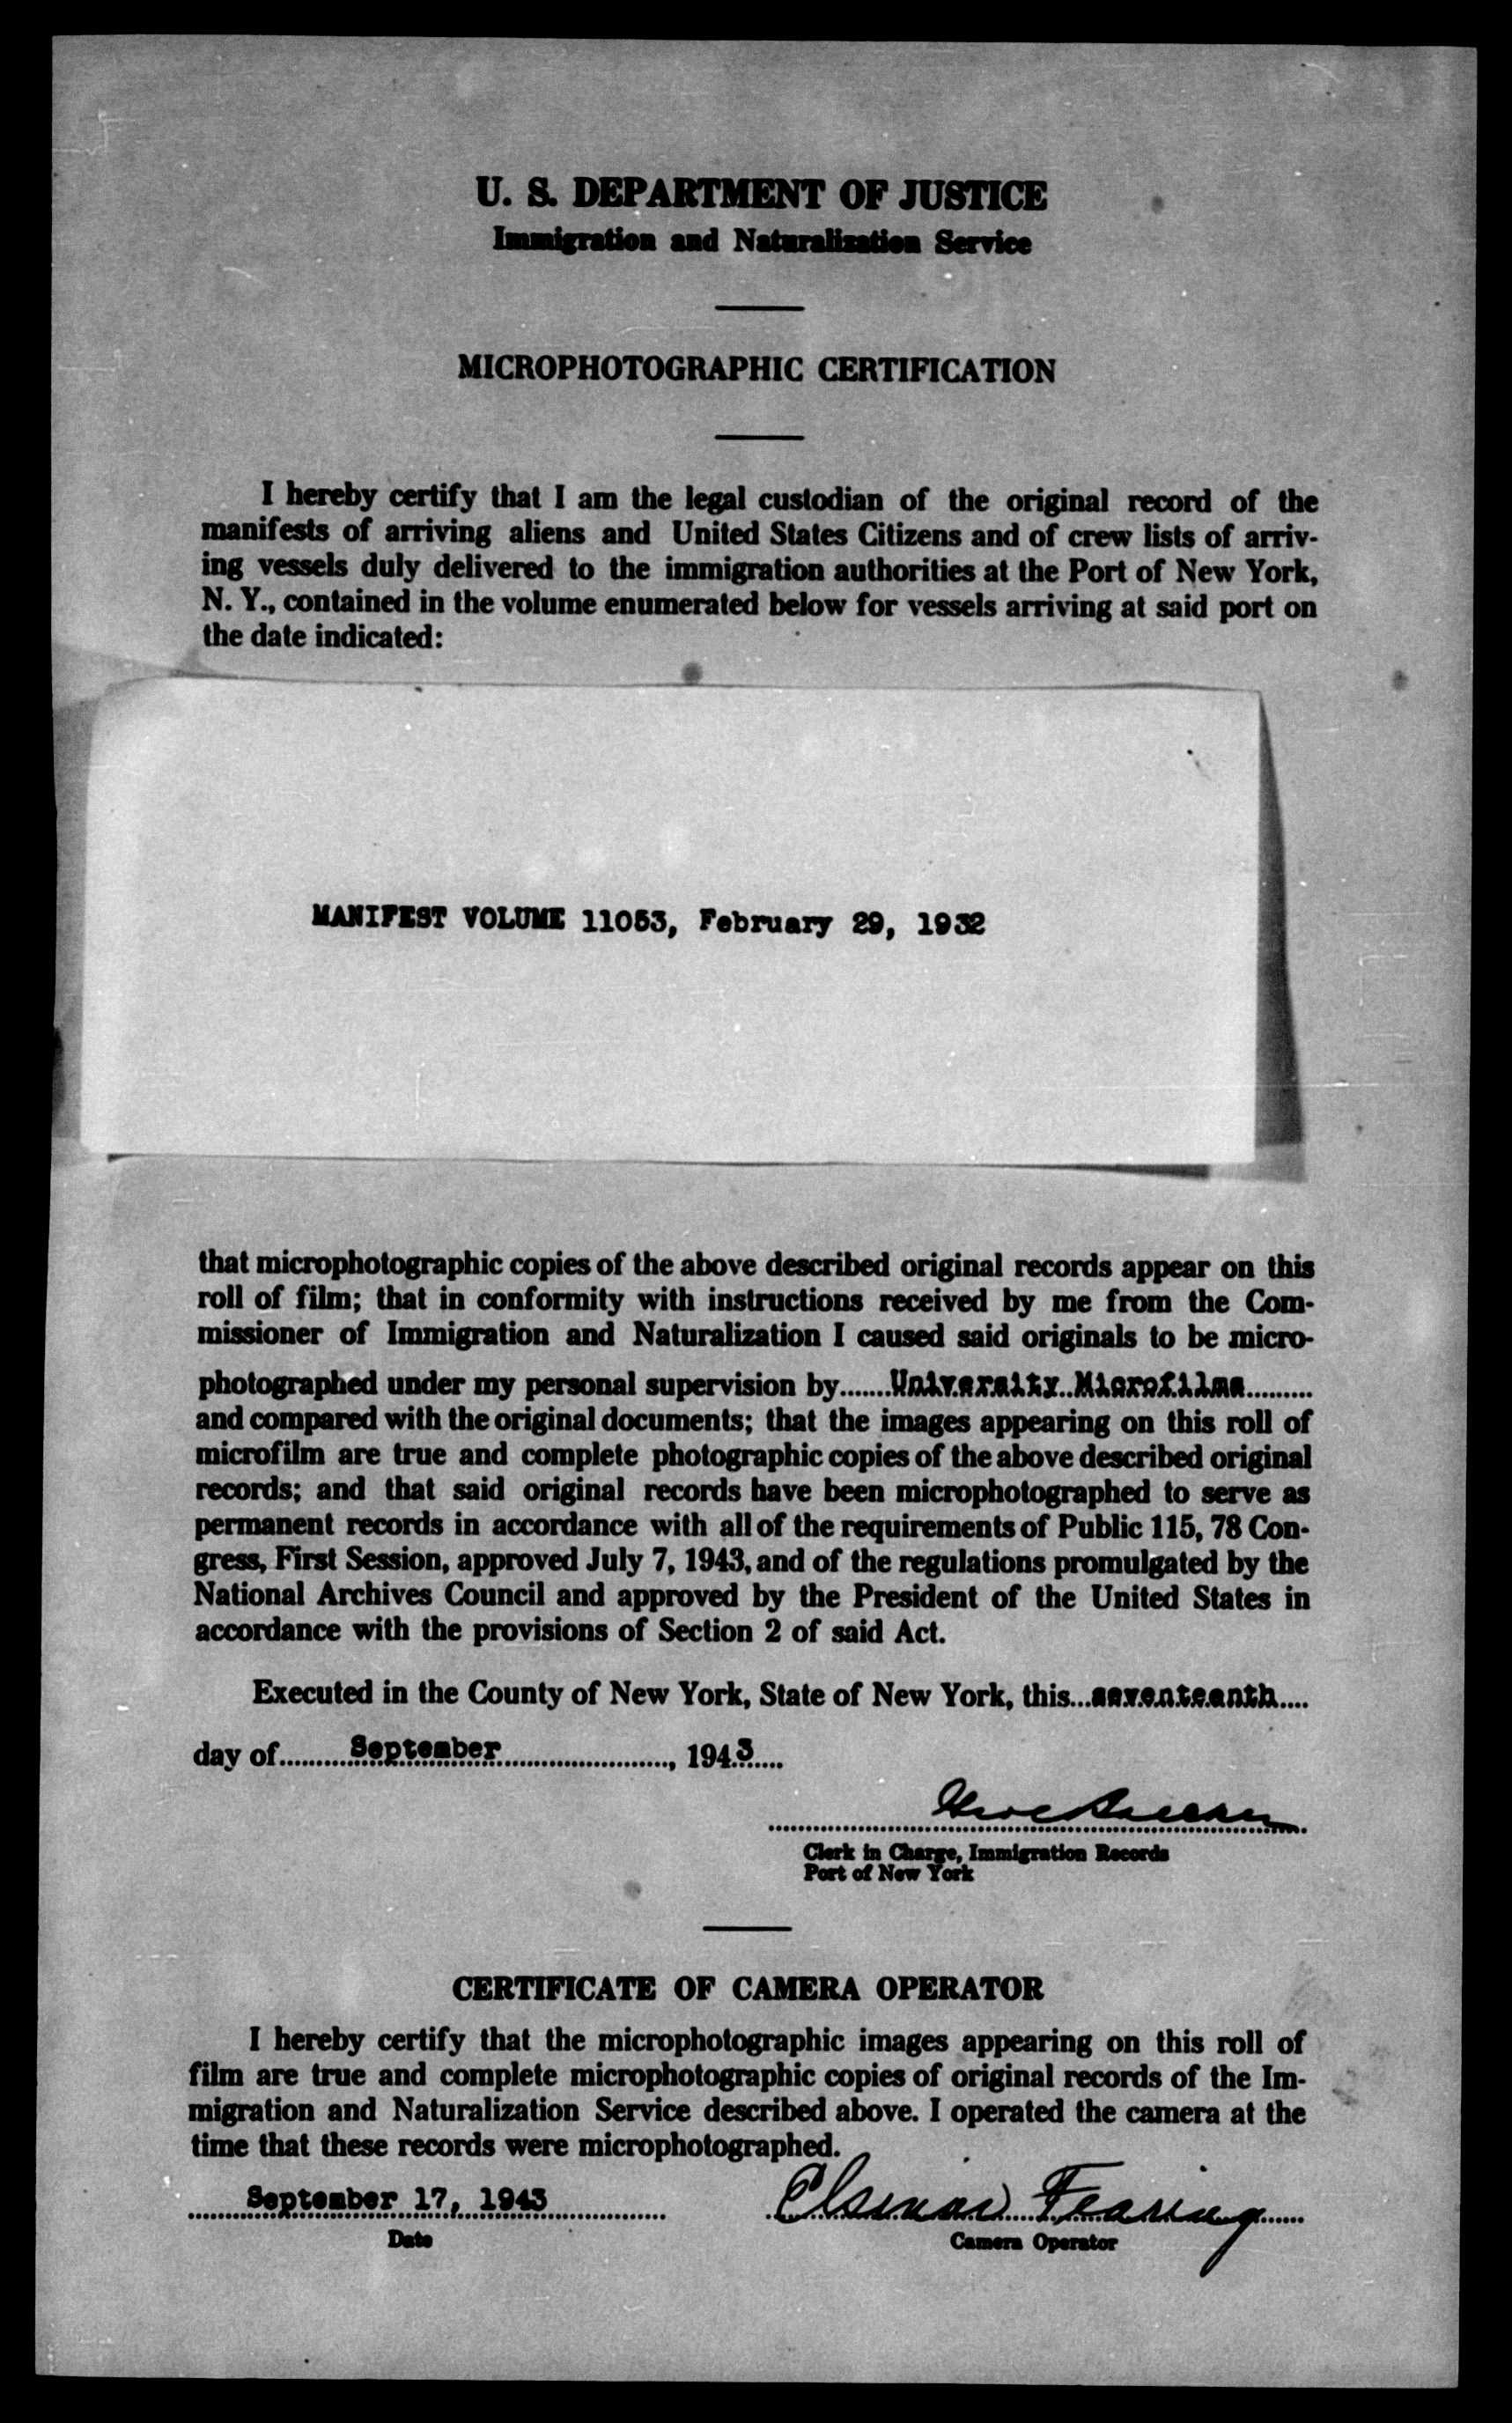 U. S. DEPARTMENT OF JUSTICE
Immigration and Naturalization Service
MICROPHOTOGRAPHIC CERTIFICATION
I hereby certify that I am the legal custodian of the original record of the
manifests of arriving aliens and United States Citizens and of crew lists of arriv-
ing vessels duly delivered to the immigration authorities at the Port of New York,
N. Y., contained in the volume enumerated below for vessels arriving at said port on
the date indicated:
MANIFEST VOLUME 11053, February 29, 1932
that microphotographic copies of the above described original records appear on this
roll of film; that in conformity with instructions received by me from the Com-
missioner of Immigration and Naturalization I caused said originals to be micro-
photographed under my personal supervision by.......University Microfilms..........
and compared with the original documents; that the images appearing on this roll of
microfilm are true and complete photographic copies of the above described original
records; and that said original records have been microphotographed to serve as
permanent records in accordance with all of the requirements of Public 115, 78 Con-
gress, First Session, approved July 7, 1943, and of the regulations promulgated by the
National Archives Council and approved by the President of the United States in
accordance with the provisions of Section 2 of said Act.
Executed in the County of New York, State of New York, this...seventeenth....
day of..........September........................, 1943.....
Clerk in Charge, Immigration Records
Port of New York
CERTIFICATE OF CAMERA OPERATOR
I hereby certify that the microphotographic images appearing on this roll of
film are true and complete microphotographic copies of original records of the Im-
migration and Naturalization Service described above. I operated the camera at the
time that these records were microphotographed.
September 17, 1943 Fearing
Date
Camera Operator